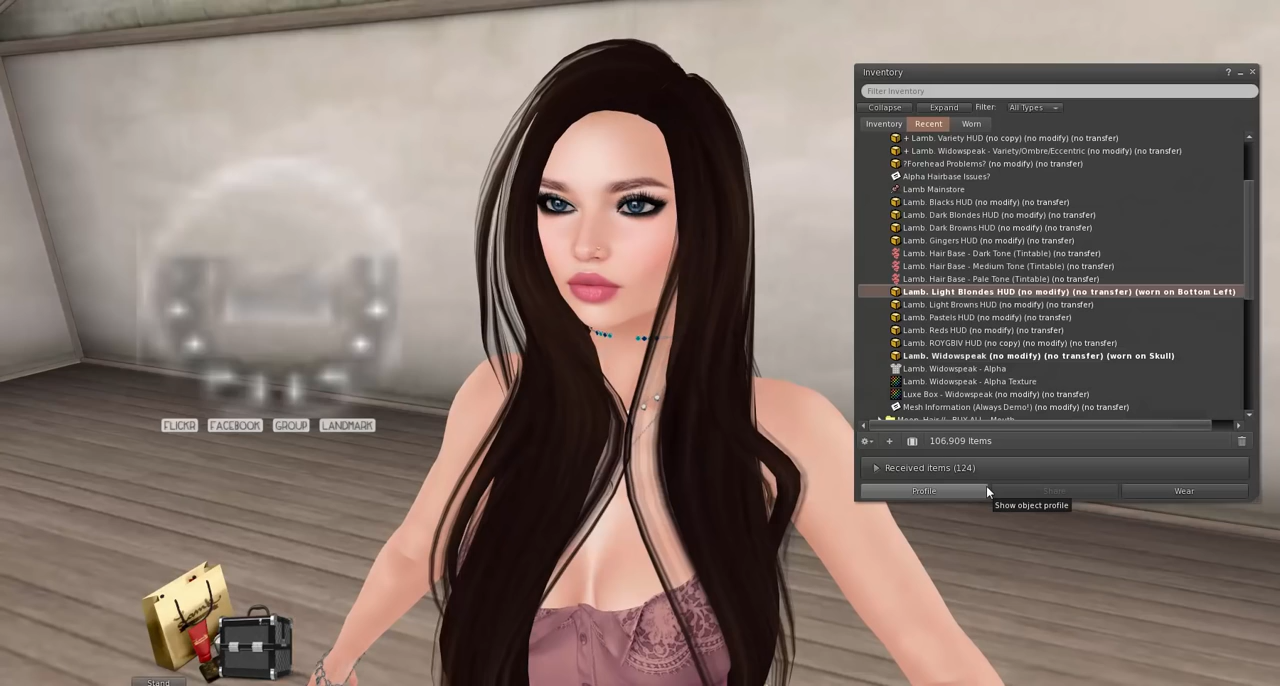 Inventory
?
Filter Inventory
Collapse Expand Filter: All Types
Inventory Recent Worn
+ Lamb. Variety HUD (no copy) (no modify) (no transfer)
+ Lamb. Widowspeak - Variety/Ombre/Eccentric (no modify) (no transfer)
?Forehead Problems? (no modify) (no transfer)
Alpha Hairbase Issues?
Lamb Mainstore
Lamb. Blacks HUD (no modify) (no transfer)
Lamb. Dark Blondes HUD (no modify) (no transfer)
Lamb. Dark Browns HUD (no modify) (no transfer)
Lamb. Gingers HUD (no modify) (no transfer)
Lamb. Hair Base - Dark Tone (Tintable) (no transfer)
Lamb. Hair Base - Medium Tone (Tintable) (no transfer)
Lamb. Hair Base - Pale Tone (Tintable) (no transfer)
Lamb. Light Blondes HUD (no modify) (no transfer) (worn on Bottom Left)
Lamb. Light Browns HUD (no modify) (no transfer)
Lamb. Pastels HUD (no modify) (no transfer)
Lamb. Reds HUD (no modify) (no transfer)
Lamb. ROYGBIV HUD (no copy) (no modify) (no transfer)
Lamb. Widowspeak (no modify) (no transfer) (worn on Skull)
Lamb. Widowspeak - Alpha
Lamb. Widowspeak - Alpha Texture
Luxe Box - Widowspeak (no modify) (no transfer)
Mesh Information (Always Demo!) (no modify) (no transfer)
106,909 Items
Received items (124)
Profile Share Wear
Show object profile
FLICKR FACEBOOK GROUP LANDMARK
Stand